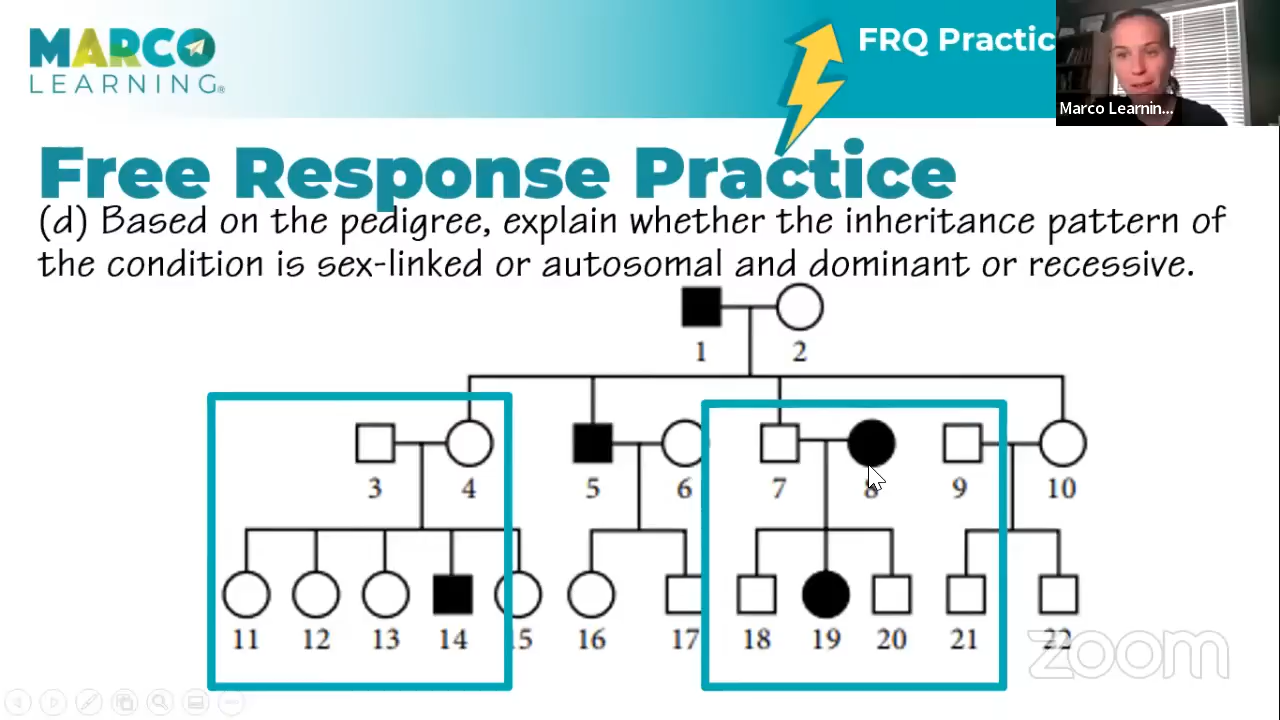 MARCO
LEARNING®
FRQ Practic
Marco Learnin...
Free Response Practice
(d) Based on the pedigree, explain whether the inheritance pattern of
the condition is sex-linked or autosomal and dominant or recessive.
1 2
3 4 5 6 7 8 9 10
11 12 13 14 15 16 17 18 19 20 21 22
zoom